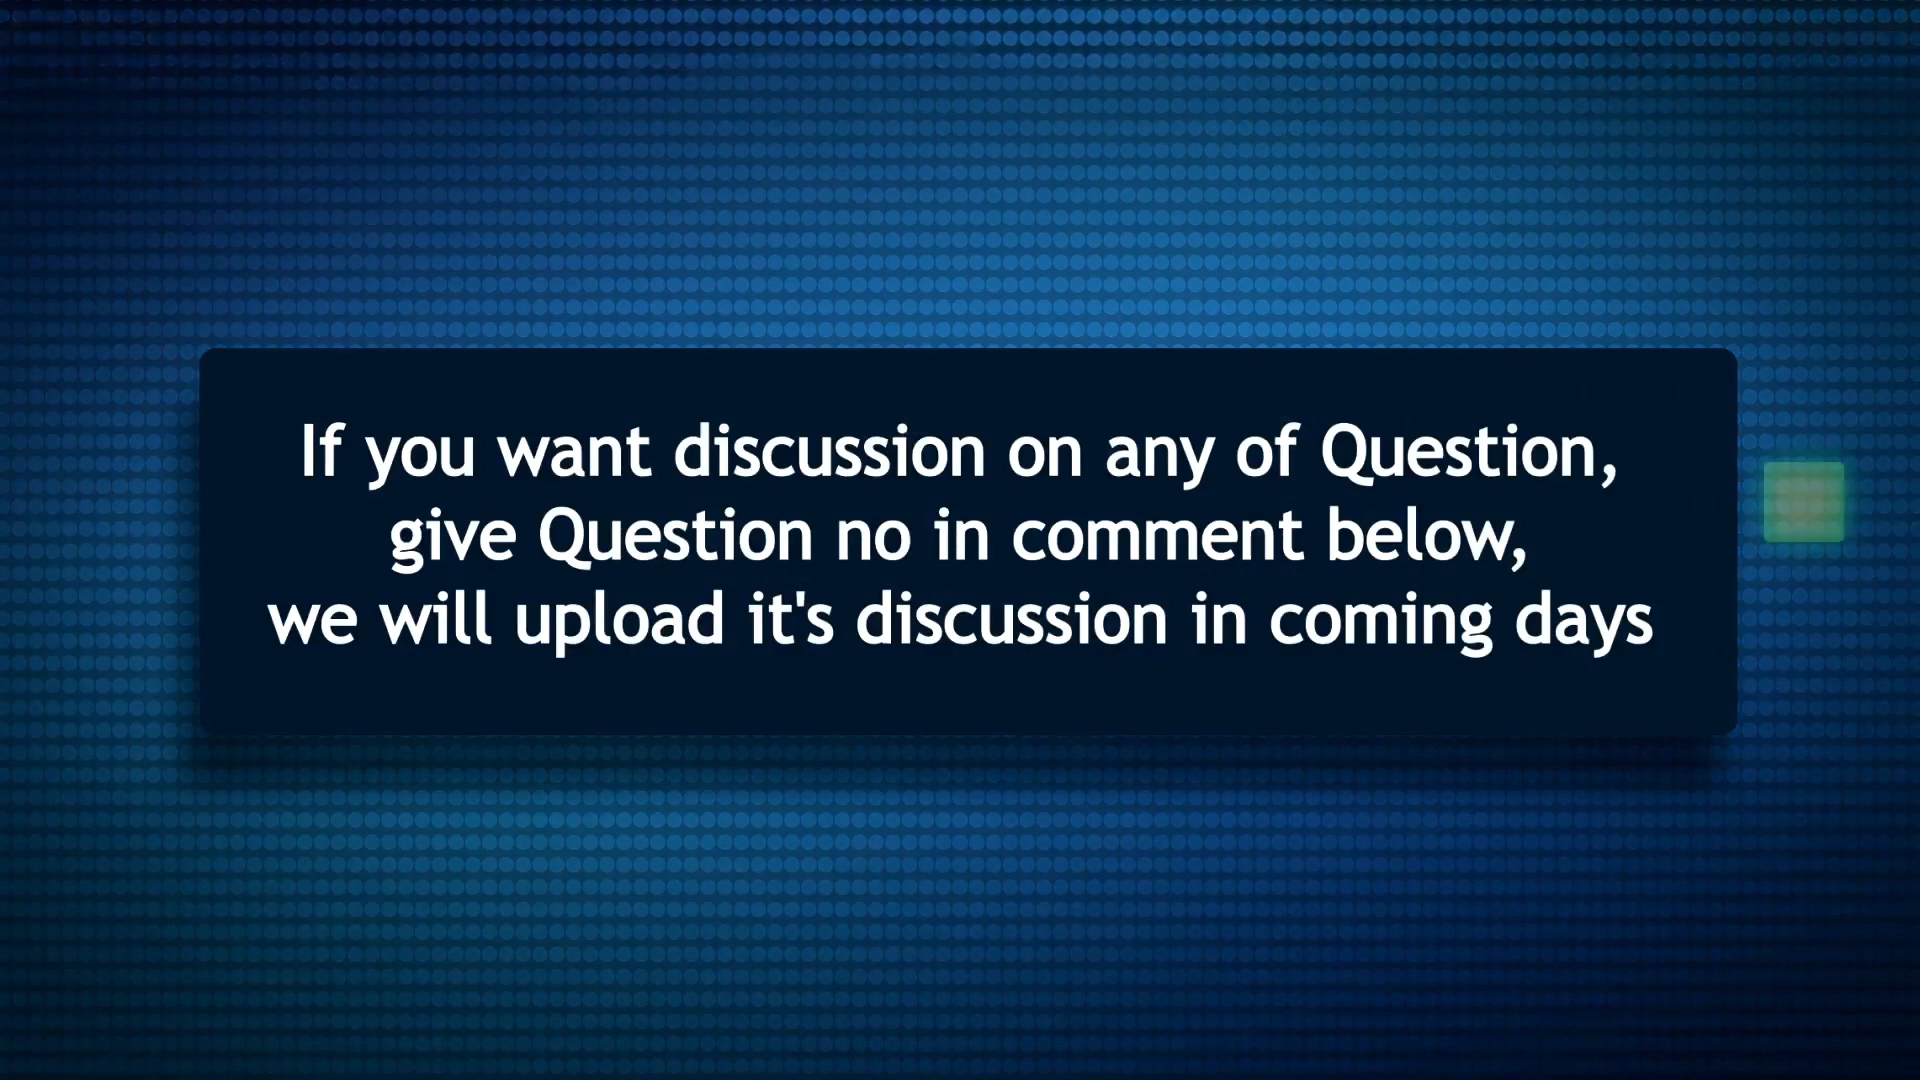 If you want discussion on any of Question,
give Question no in comment below,
we will upload it's discussion in coming days